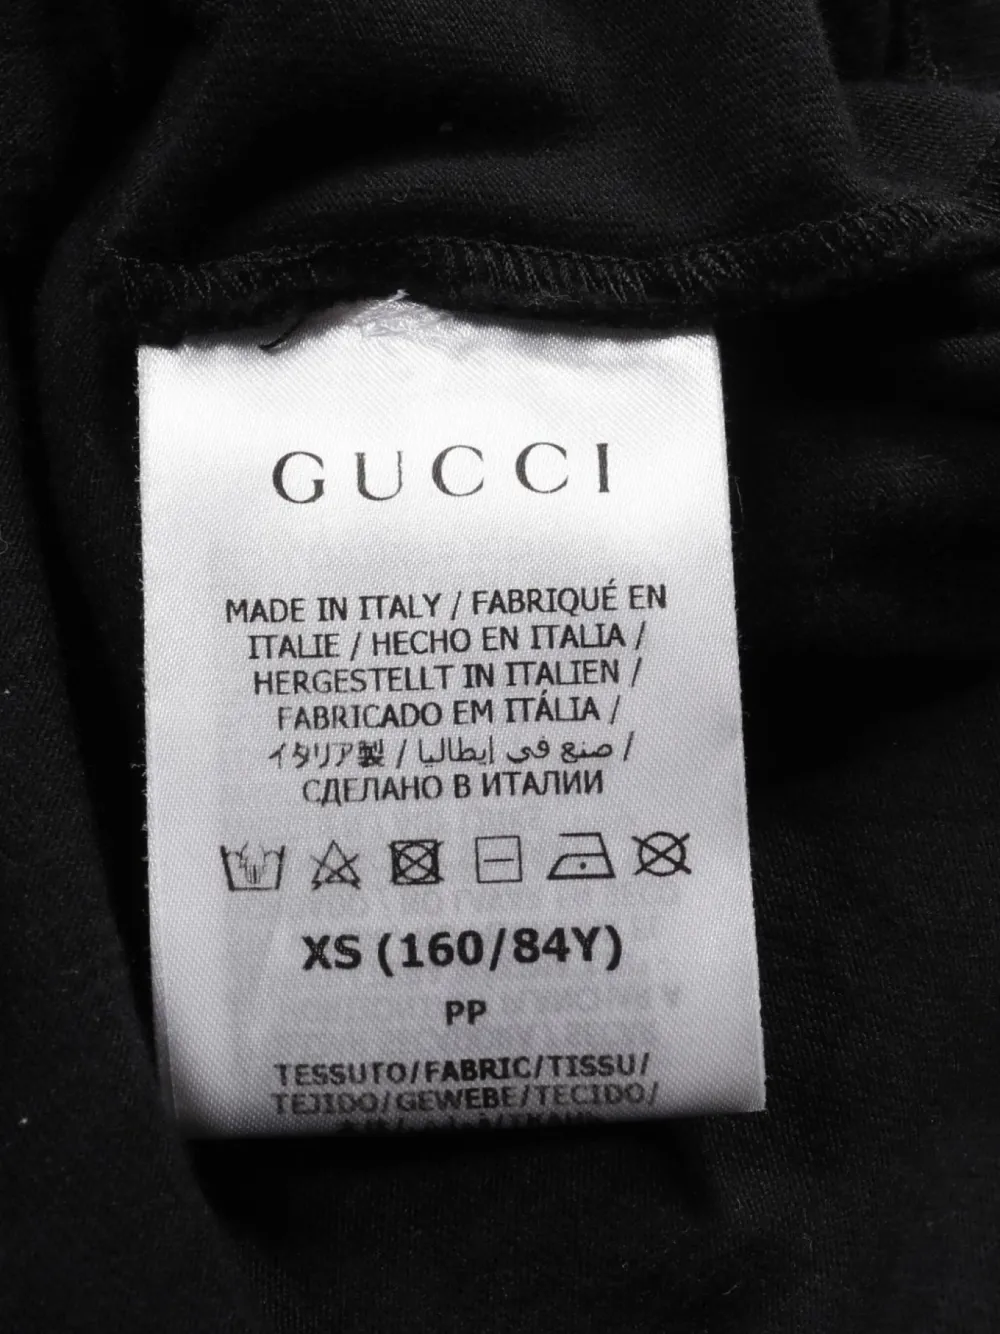 GUCCI
MADE IN ITALY / FABRIQUÉ EN
ITALIE / HECHO EN ITALIA /
HERGESTELLT IN ITALIEN /
FABRICADO EM ITÁLIA /
イタリア製 / صنع في إيطاليا /
СДЕЛАНО В ИТАЛИИ
XS (160/84Y)
PP
TESSUTO/FABRIC/TISSU/
TEJIDO/GEWEBE/TECIDO/